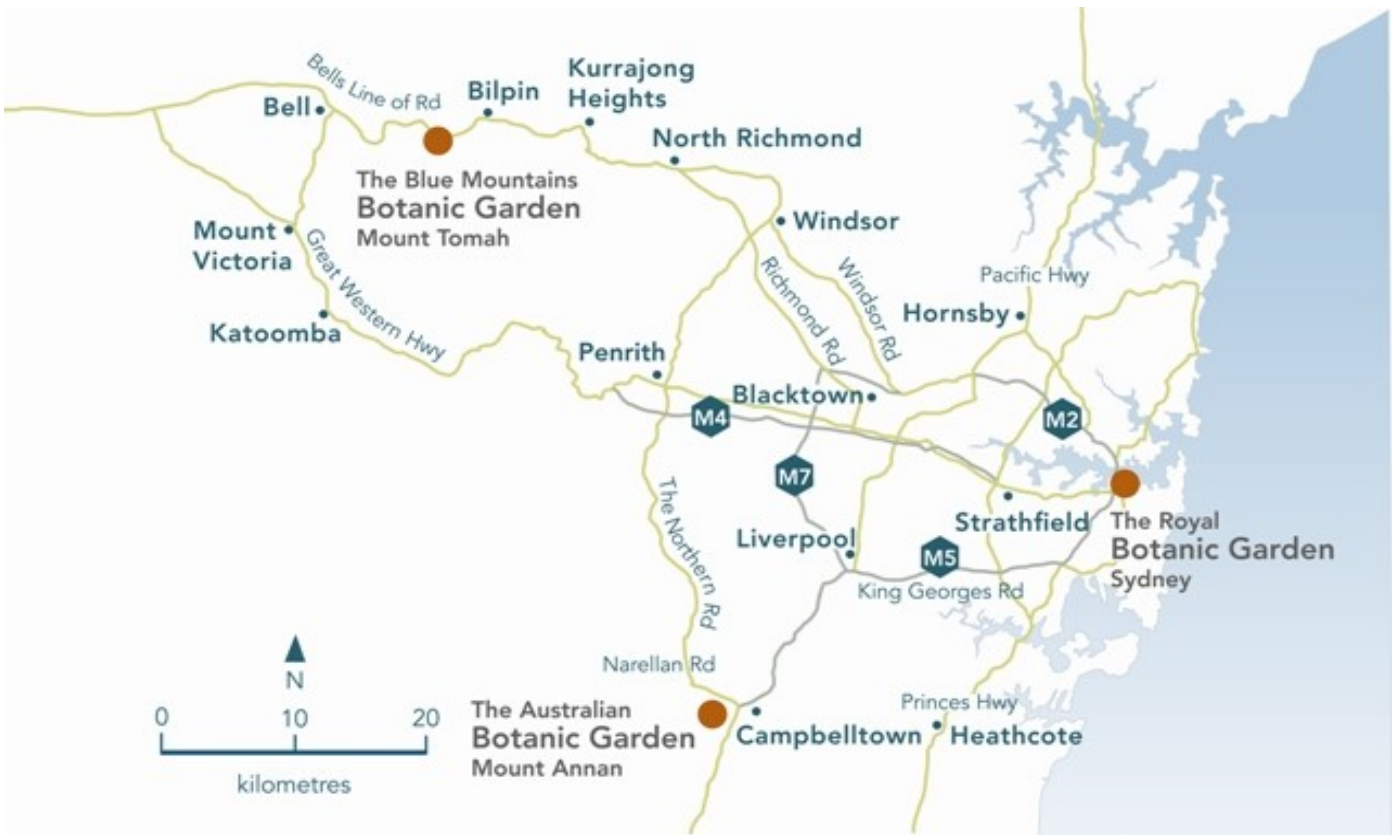 Bells Line of Rd
Bell
Bilpin
Kurrajong
Heights
North Richmond
The Blue Mountains
Botanic Garden
Mount Tomah
Windsor
Mount
Victoria
Great Western Hwy
Richmond Rd
Windsor Rd
Pacific Hwy
Hornsby
Katoomba
Penrith
Blacktown
M4
M2
M7
The Northern Rd
Strathfield
The Royal
Botanic Garden
Sydney
Liverpool
M5
King Georges Rd
Narellan Rd
N
0 10 20
kilometres
The Australian
Botanic Garden
Mount Annan
Campbelltown
Princes Hwy
Heathcote